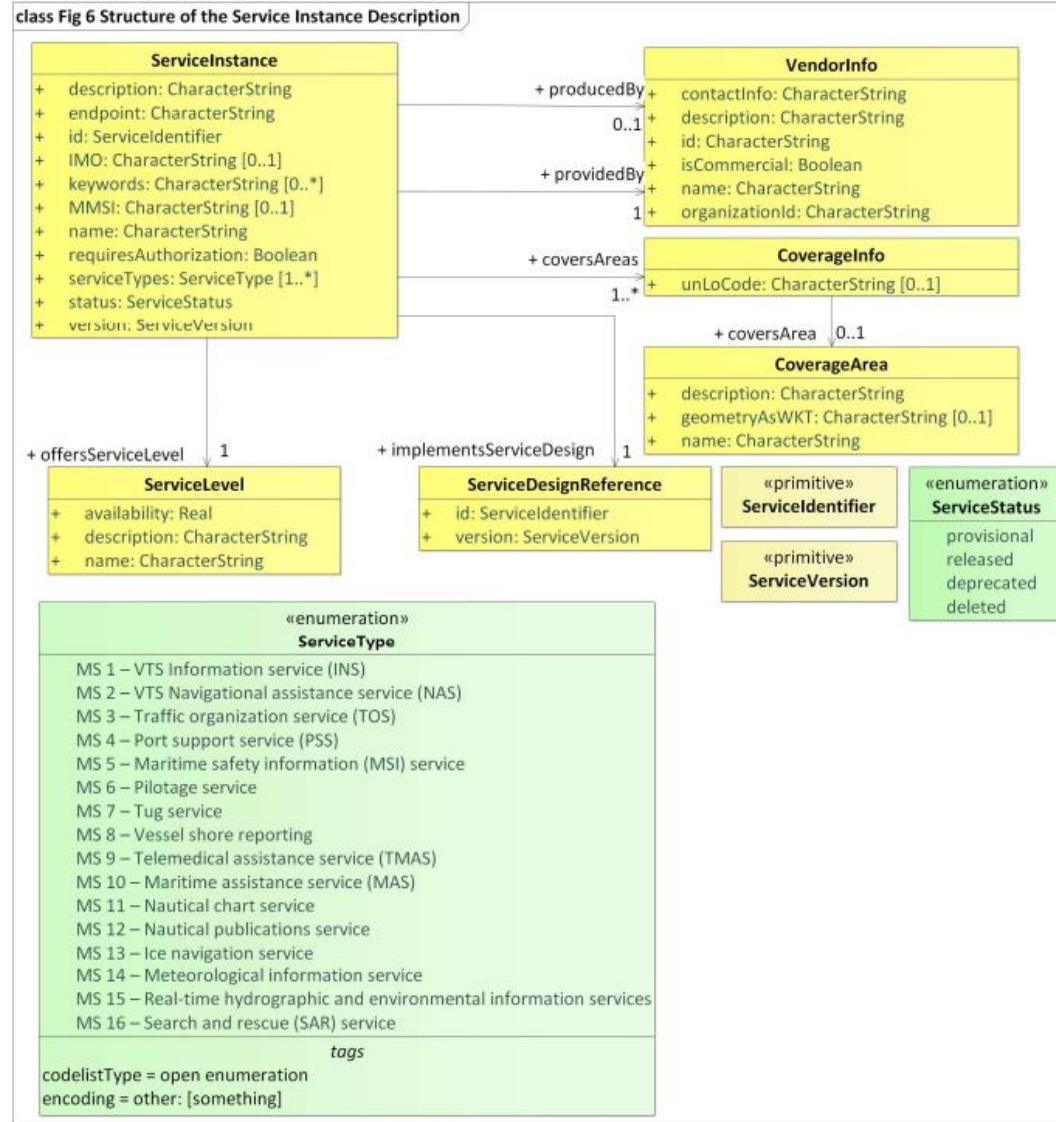 class Fig 6 Structure of the Service Instance Description
ServiceInstance
+ description: CharacterString
+ endpoint: CharacterString
+ id: ServiceIdentifier
+ IMO: CharacterString [0..1]
+ keywords: CharacterString [0..*]
+ MMSI: CharacterString [0..1]
+ name: CharacterString
+ requiresAuthorization: Boolean
+ serviceTypes: ServiceType [1..*]
+ status: ServiceStatus
+ version: ServiceVersion
+ producedBy
0..1
+ providedBy
1
+ coversAreas
1..*
VendorInfo
+ contactInfo: CharacterString
+ description: CharacterString
+ id: CharacterString
+ isCommercial: Boolean
+ name: CharacterString
+ organizationId: CharacterString
CoverageInfo
+ unLoCode: CharacterString [0..1]
+ coversArea 0..1
CoverageArea
+ description: CharacterString
+ geometryAsWKT: CharacterString [0..1]
+ name: CharacterString
+ offersServiceLevel 1
ServiceLevel
+ availability: Real
+ description: CharacterString
+ name: CharacterString
+ implementsServiceDesign 1
ServiceDesignReference
+ id: ServiceIdentifier
+ version: ServiceVersion
«primitive»
ServiceIdentifier
«primitive»
ServiceVersion
«enumeration»
ServiceStatus
provisional
released
deprecated
deleted
«enumeration»
ServiceType
MS 1 – VTS Information service (INS)
MS 2 – VTS Navigational assistance service (NAS)
MS 3 – Traffic organization service (TOS)
MS 4 – Port support service (PSS)
MS 5 – Maritime safety information (MSI) service
MS 6 – Pilotage service
MS 7 – Tug service
MS 8 – Vessel shore reporting
MS 9 – Telemedical assistance service (TMAS)
MS 10 – Maritime assistance service (MAS)
MS 11 – Nautical chart service
MS 12 – Nautical publications service
MS 13 – Ice navigation service
MS 14 – Meteorological information service
MS 15 – Real-time hydrographic and environmental information services
MS 16 – Search and rescue (SAR) service
tags
codelistType = open enumeration
encoding = other: [something]